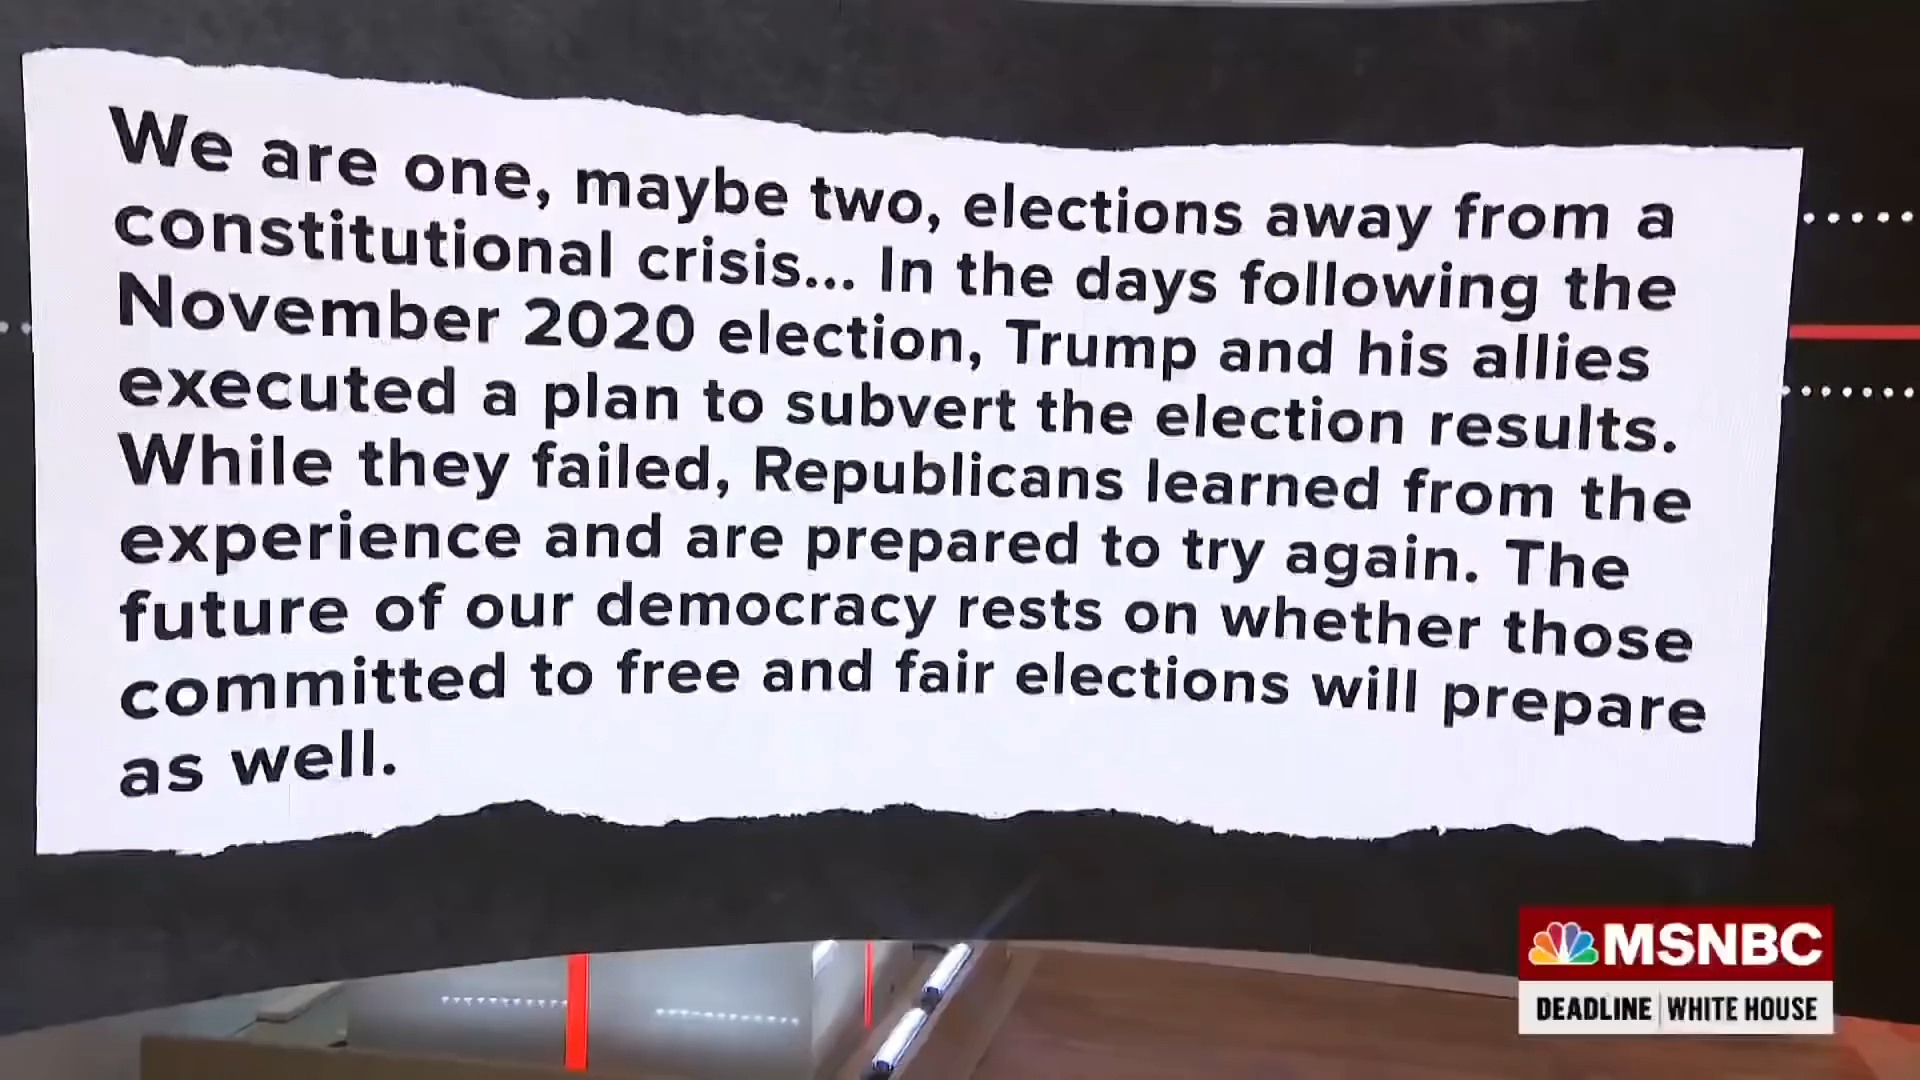 We are one, maybe two, elections away from a
constitutional crisis... In the days following the
November 2020 election, Trump and his allies
executed a plan to subvert the election results.
While they failed, Republicans learned from the
experience and are prepared to try again. The
future of our democracy rests on whether those
committed to free and fair elections will prepare
as well.
MSNBC
DEADLINE | WHITE HOUSE